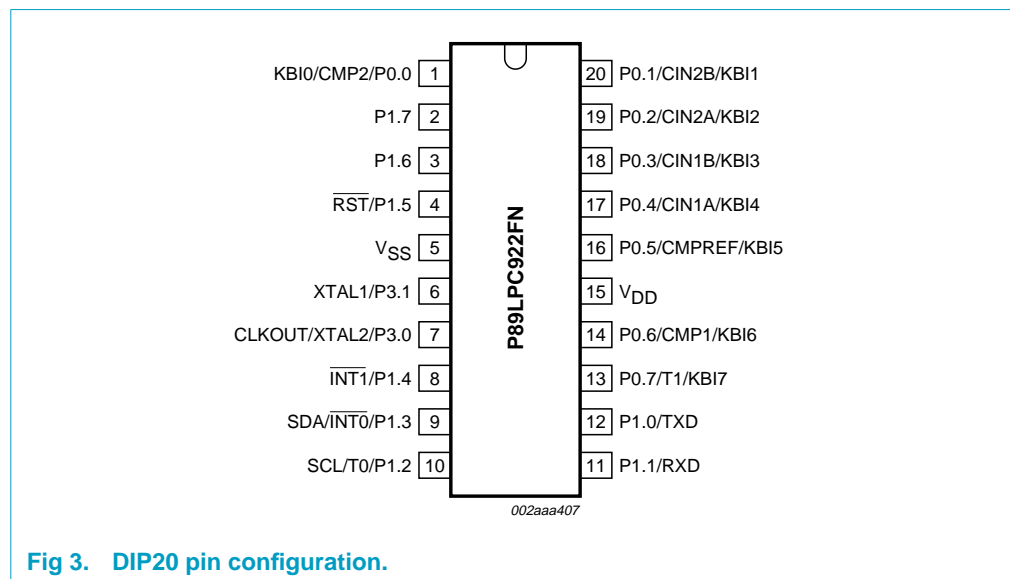 KBI0/CMP2/P0.0 1
P1.7 2
P1.6 3
RST/P1.5 4
VSS 5
XTAL1/P3.1 6
CLKOUT/XTAL2/P3.0 7
INT1/P1.4 8
SDA/INT0/P1.3 9
SCL/T0/P1.2 10
P89LPC922FN
20 P0.1/CIN2B/KBI1
19 P0.2/CIN2A/KBI2
18 P0.3/CIN1B/KBI3
17 P0.4/CIN1A/KBI4
16 P0.5/CMPREF/KBI5
15 VDD
14 P0.6/CMP1/KBI6
13 P0.7/T1/KBI7
12 P1.0/TXD
11 P1.1/RXD
002aaa407
Fig 3. DIP20 pin configuration.